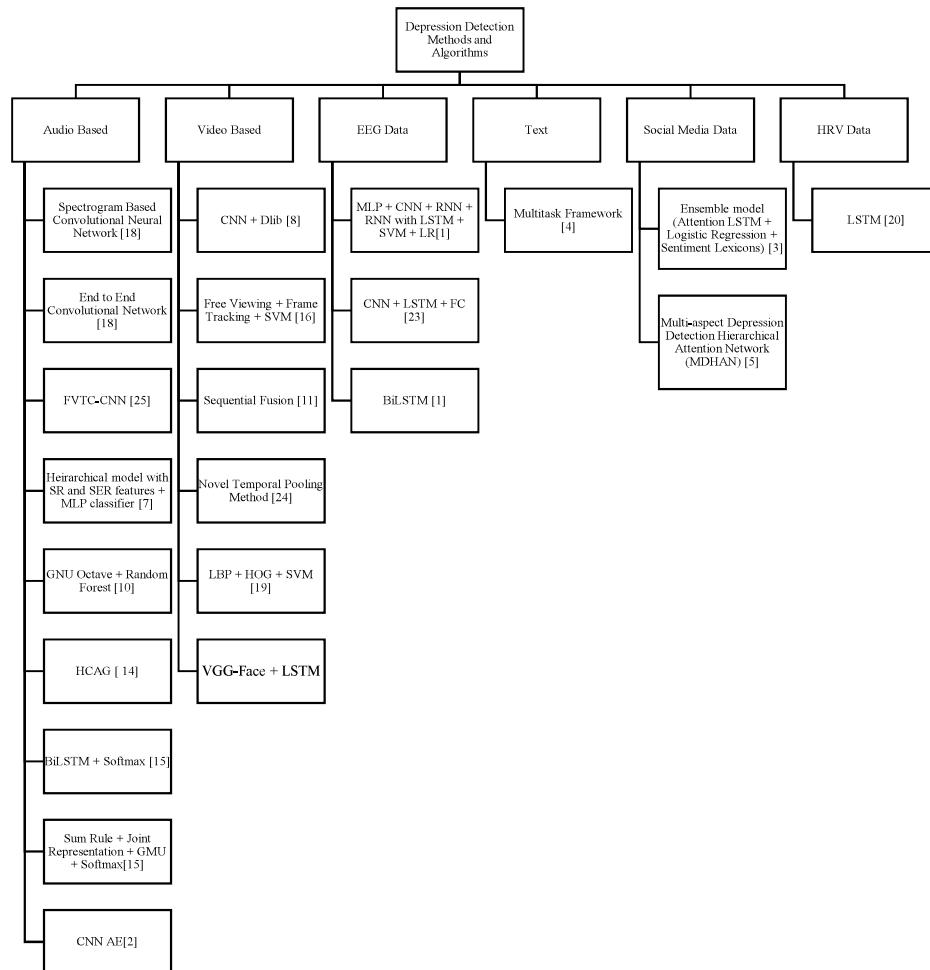 Depression Detection
Methods and
Algorithms
Audio Based
Video Based
EEG Data
Text
Social Media Data
HRV Data
Spectrogram Based
Convolutional Neural
Network [18]
End to End
Convolutional Network
[18]
FVTC-CNN [25]
Heirarchical model with
SR and SER features +
MLP classifier [7]
GNU Octave + Random
Forest [10]
HCAG [ 14]
BiLSTM + Softmax [15]
Sum Rule + Joint
Representation + GMU
+ Softmax[15]
CNN AE[2]
CNN + Dlib [8]
Free Viewing + Frame
Tracking + SVM [16]
Sequential Fusion [11]
Novel Temporal Pooling
Method [24]
LBP + HOG + SVM
[19]
VGG-Face + LSTM
MLP + CNN + RNN +
RNN with LSTM +
SVM + LR[1]
CNN + LSTM + FC
[23]
BiLSTM [1]
Multitask Framework
[4]
Ensemble model
(Attention LSTM +
Logistic Regression +
Sentiment Lexicons) [3]
Multi-aspect Depression
Detection Hierarchical
Attention Network
(MDHAN) [5]
LSTM [20]